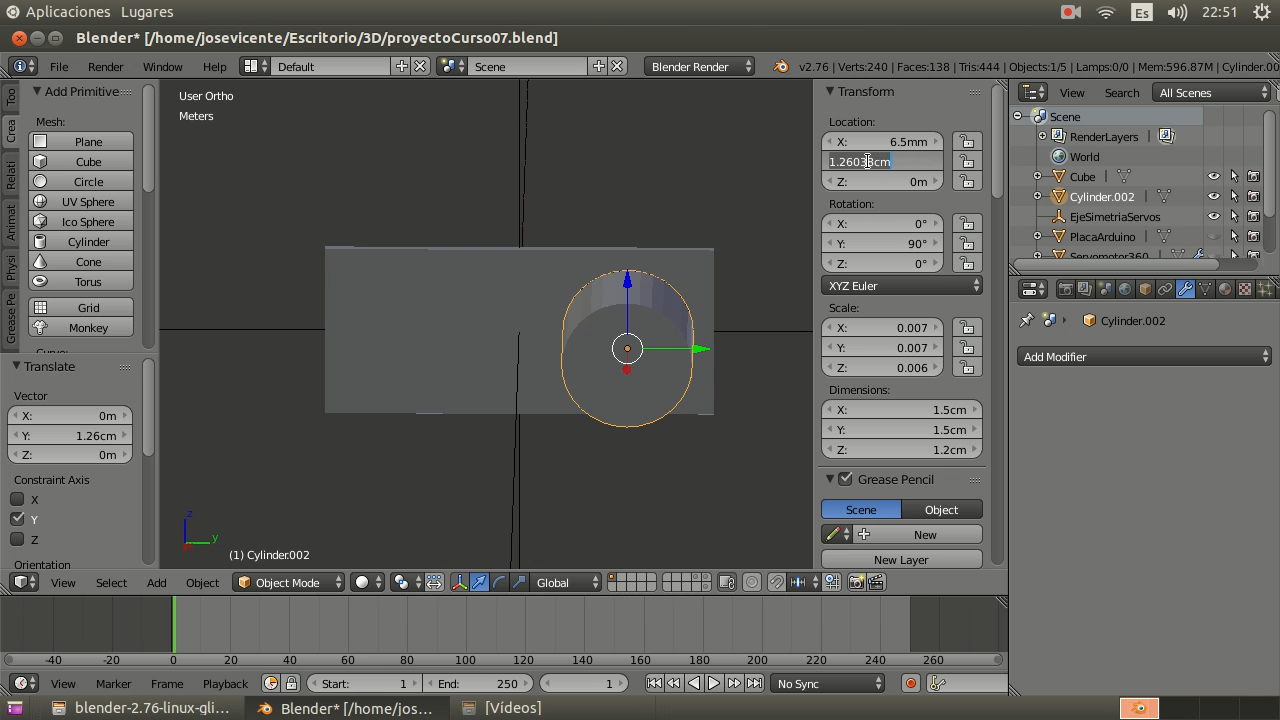 Aplicaciones Lugares Es 22:51
Blender* [/home/josevicente/Escritorio/3D/proyectoCurso07.blend]
File Render Window Help Default Scene Blender Render v2.76 | Verts:240 | Faces:138 | Tris:444 | Objects:1/5 | Lamps:0/0 | Mem:596.87M | Cylinder.00
Too
Crea
Relati
Animat
Physi
Grease Pe
Add Primitive
Mesh:
Plane
Cube
Circle
UV Sphere
Ico Sphere
Cylinder
Cone
Torus
Grid
Monkey
Translate
Vector
X: 0m
Y: 1.26cm
Z: 0m
Constraint Axis
X
Y
Z
Orientation
User Ortho
Meters
z
y
(1) Cylinder.002
Transform
Location:
X: 6.5mm
Z: 0m
Rotation:
X: 0°
Y: 90°
Z: 0°
XYZ Euler
Scale:
X: 0.007
Y: 0.007
Z: 0.006
Dimensions:
X: 1.5cm
Y: 1.5cm
Z: 1.2cm
Grease Pencil
Scene Object
New
New Layer
View Search All Scenes
Scene
RenderLayers
World
Cube
Cylinder.002
EjeSimetriaServos
PlacaArduino
Servomotor360
Cylinder.002
Add Modifier
View Select Add Object Object Mode Global
-40 -20 0 20 40 60 80 100 120 140 160 180 200 220 240 260
View Marker Frame Playback Start: 1 End: 250 1 No Sync
blender-2.76-linux-gli... Blender* [/home/jos... [Vídeos]